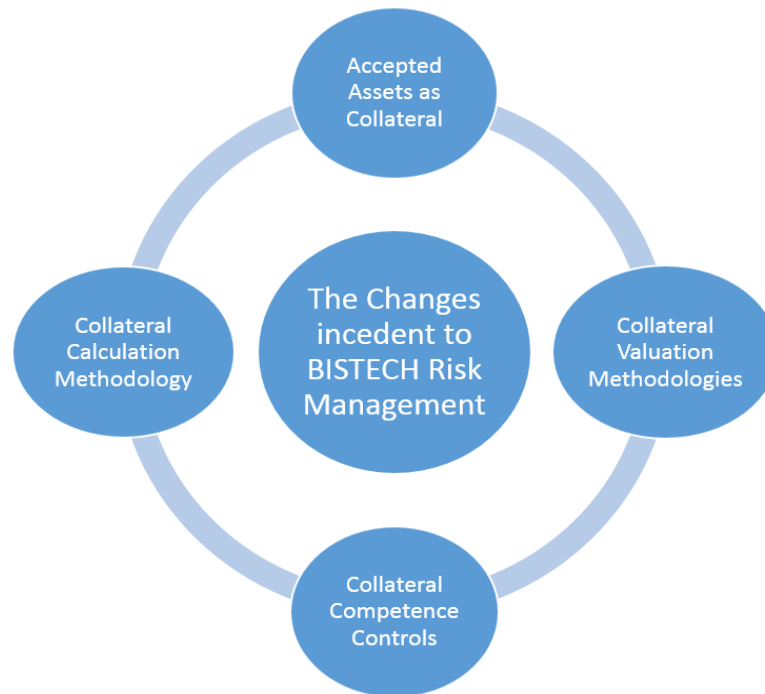 Accepted
Assets as
Collateral
The Changes
incedent to
BISTECH Risk
Management
Collateral
Calculation
Methodology
Collateral
Valuation
Methodologies
Collateral
Competence
Controls